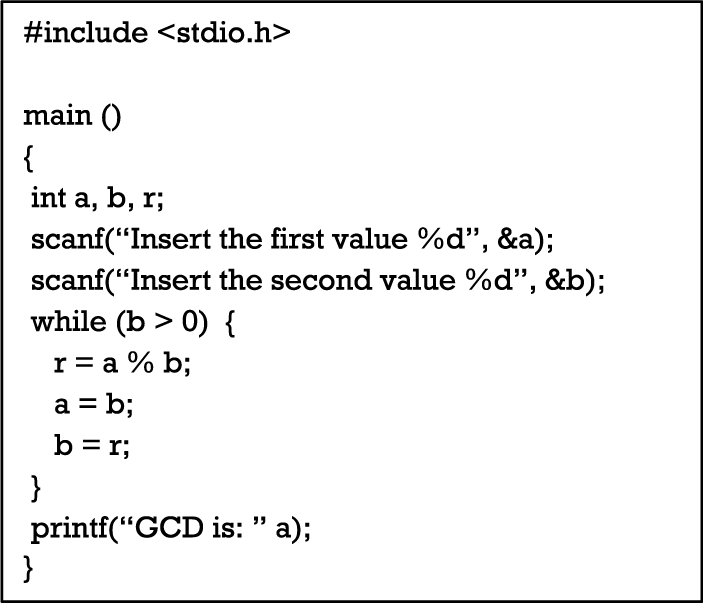 #include <stdio.h>
main ()
{
int a, b, r;
scanf(“Insert the first value %d”, &a);
scanf(“Insert the second value %d”, &b);
while (b > 0)  {
r = a % b;
a = b;
b = r;
}
printf(“GCD is: ” a);
}